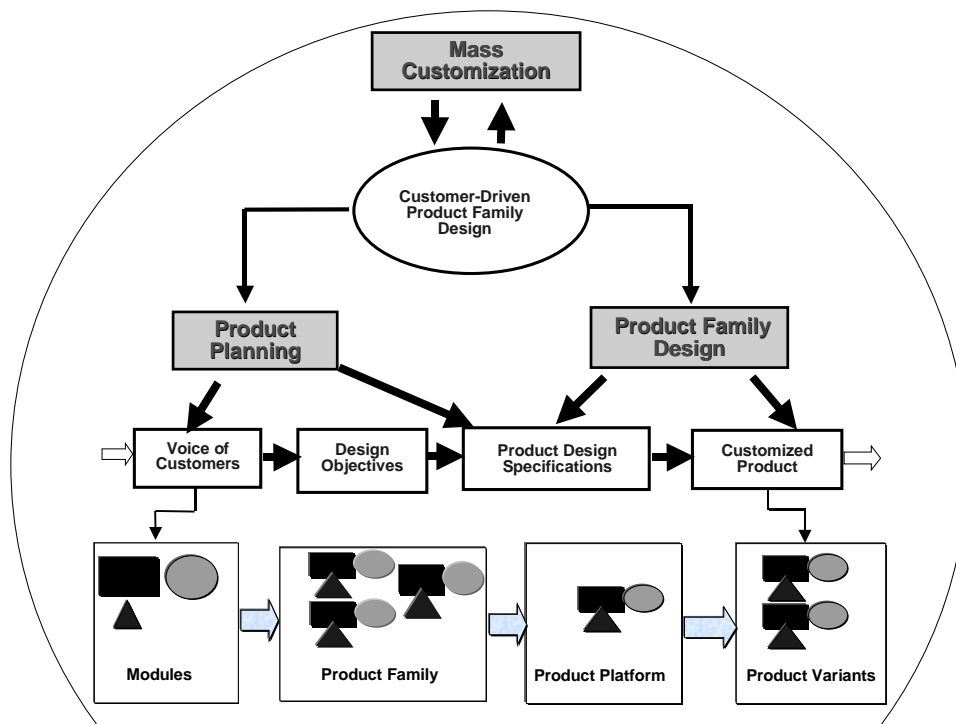 Mass
Customization
Customer-Driven
Product Family
Design
Product
Planning
Product Family
Design
Voice of
Customers
Design
Objectives
Product Design
Specifications
Customized
Product
Modules
Product Family
Product Platform
Product Variants